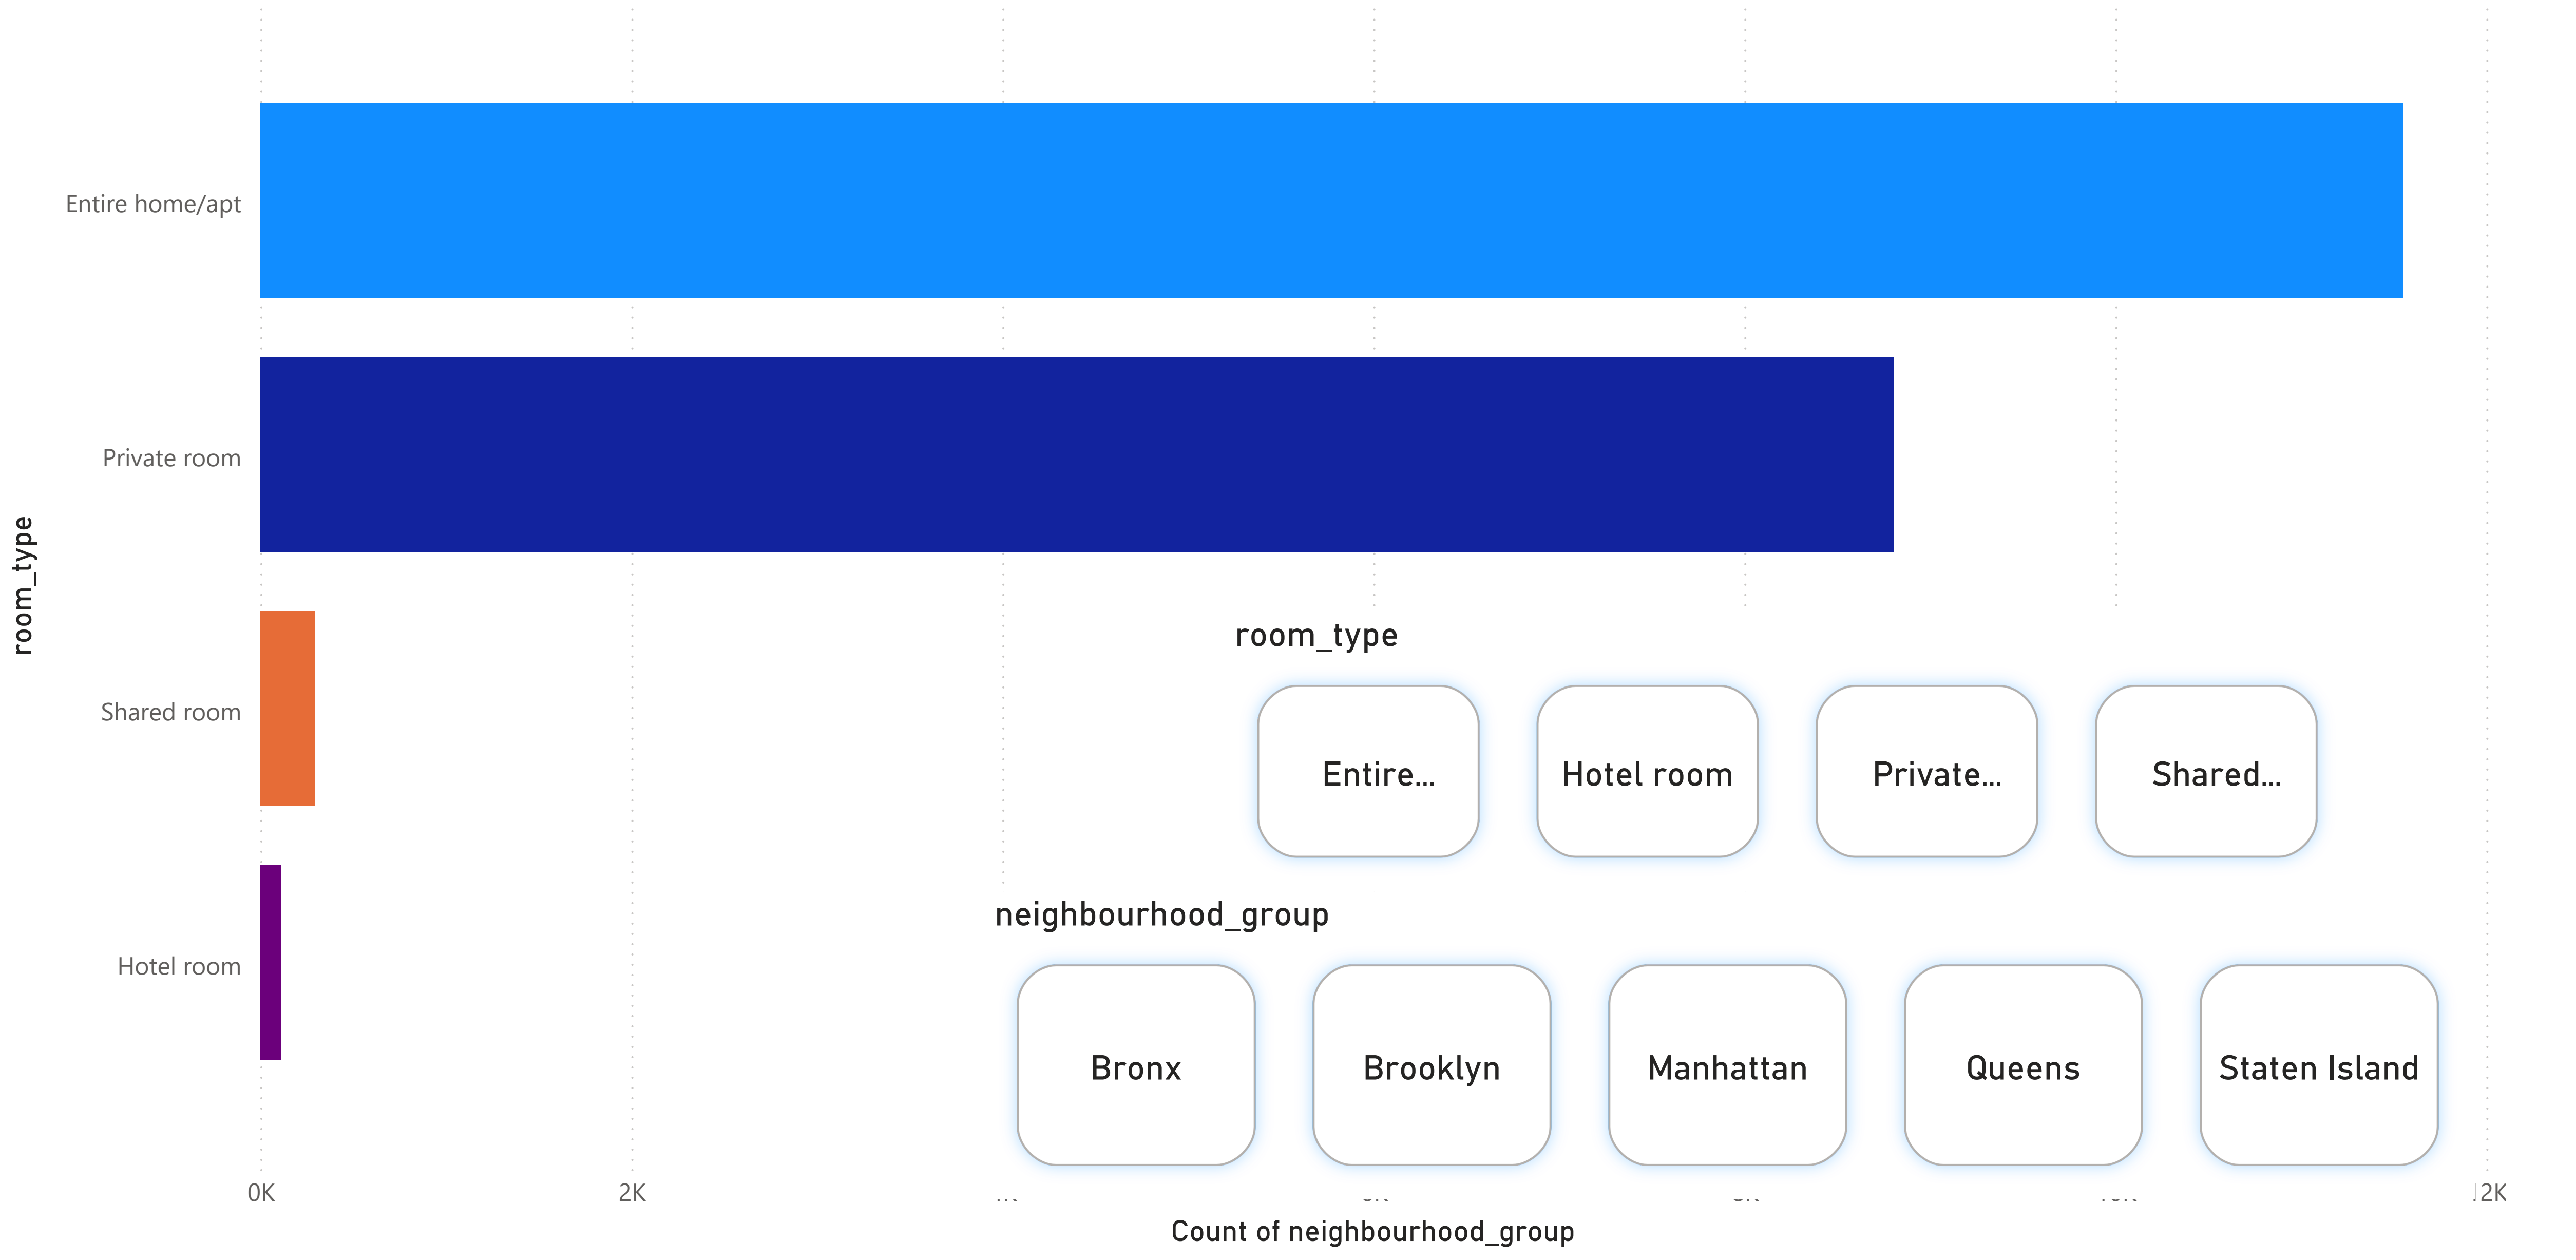 Entire home/apt
Private room
Shared room
Hotel room
room_type
room_type
Entire...
Hotel room
Private...
Shared...
neighbourhood_group
Bronx
Brooklyn
Manhattan
Queens
Staten Island
0K
2K
Count of neighbourhood_group